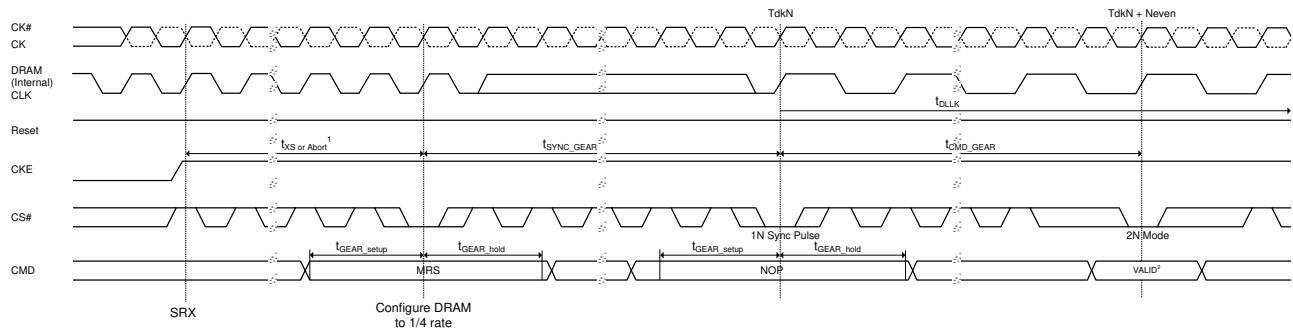 TdkN
TdkN + Neven
CK#
CK
DRAM
(Internal)
CLK
tDLLK
Reset
tXS or Abort1
tSYNC_GEAR
tCMD_GEAR
CKE
CS#
1N Sync Pulse
2N Mode
tGEAR_setup
tGEAR_hold
tGEAR_setup
tGEAR_hold
CMD
MRS
NOP
VALID2
SRX
Configure DRAM
to 1/4 rate